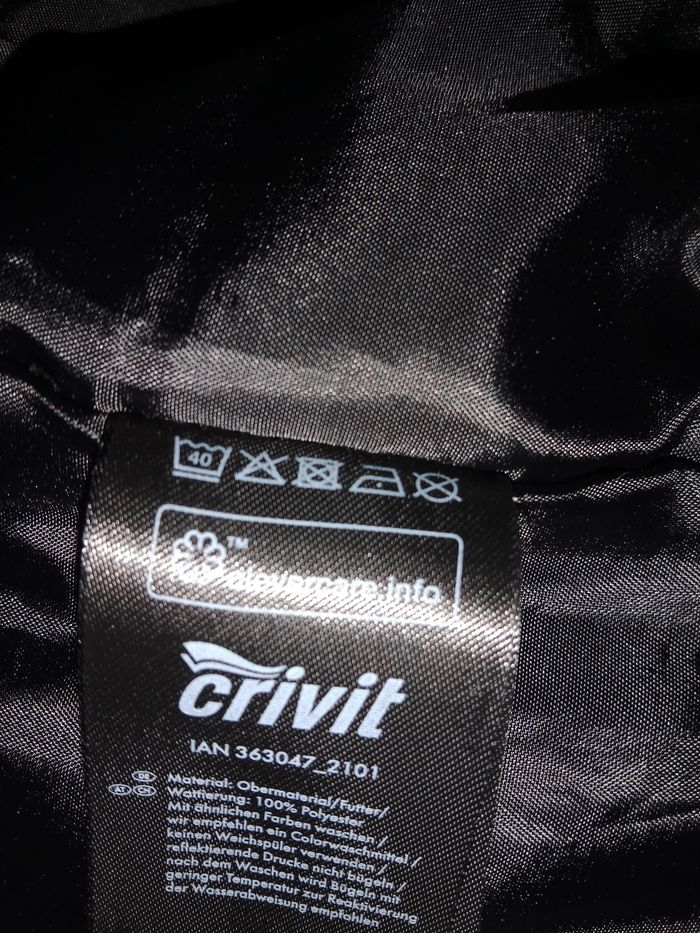 40
clevercare.info
crivit
IAN 363047_2101
DE
AT CH
Material: Obermaterial/Futter/
Wattierung: 100% Polyester
Mit ähnlichen Farben waschen/
wir empfehlen ein Colorwaschmittel/
keinen Weichspüler verwenden/
reflektierende Drucke nicht bügeln/
nach dem Waschen wird Bügeln mit
geringer Temperatur zur Reaktivierung
der Wasserabweisung empfohlen